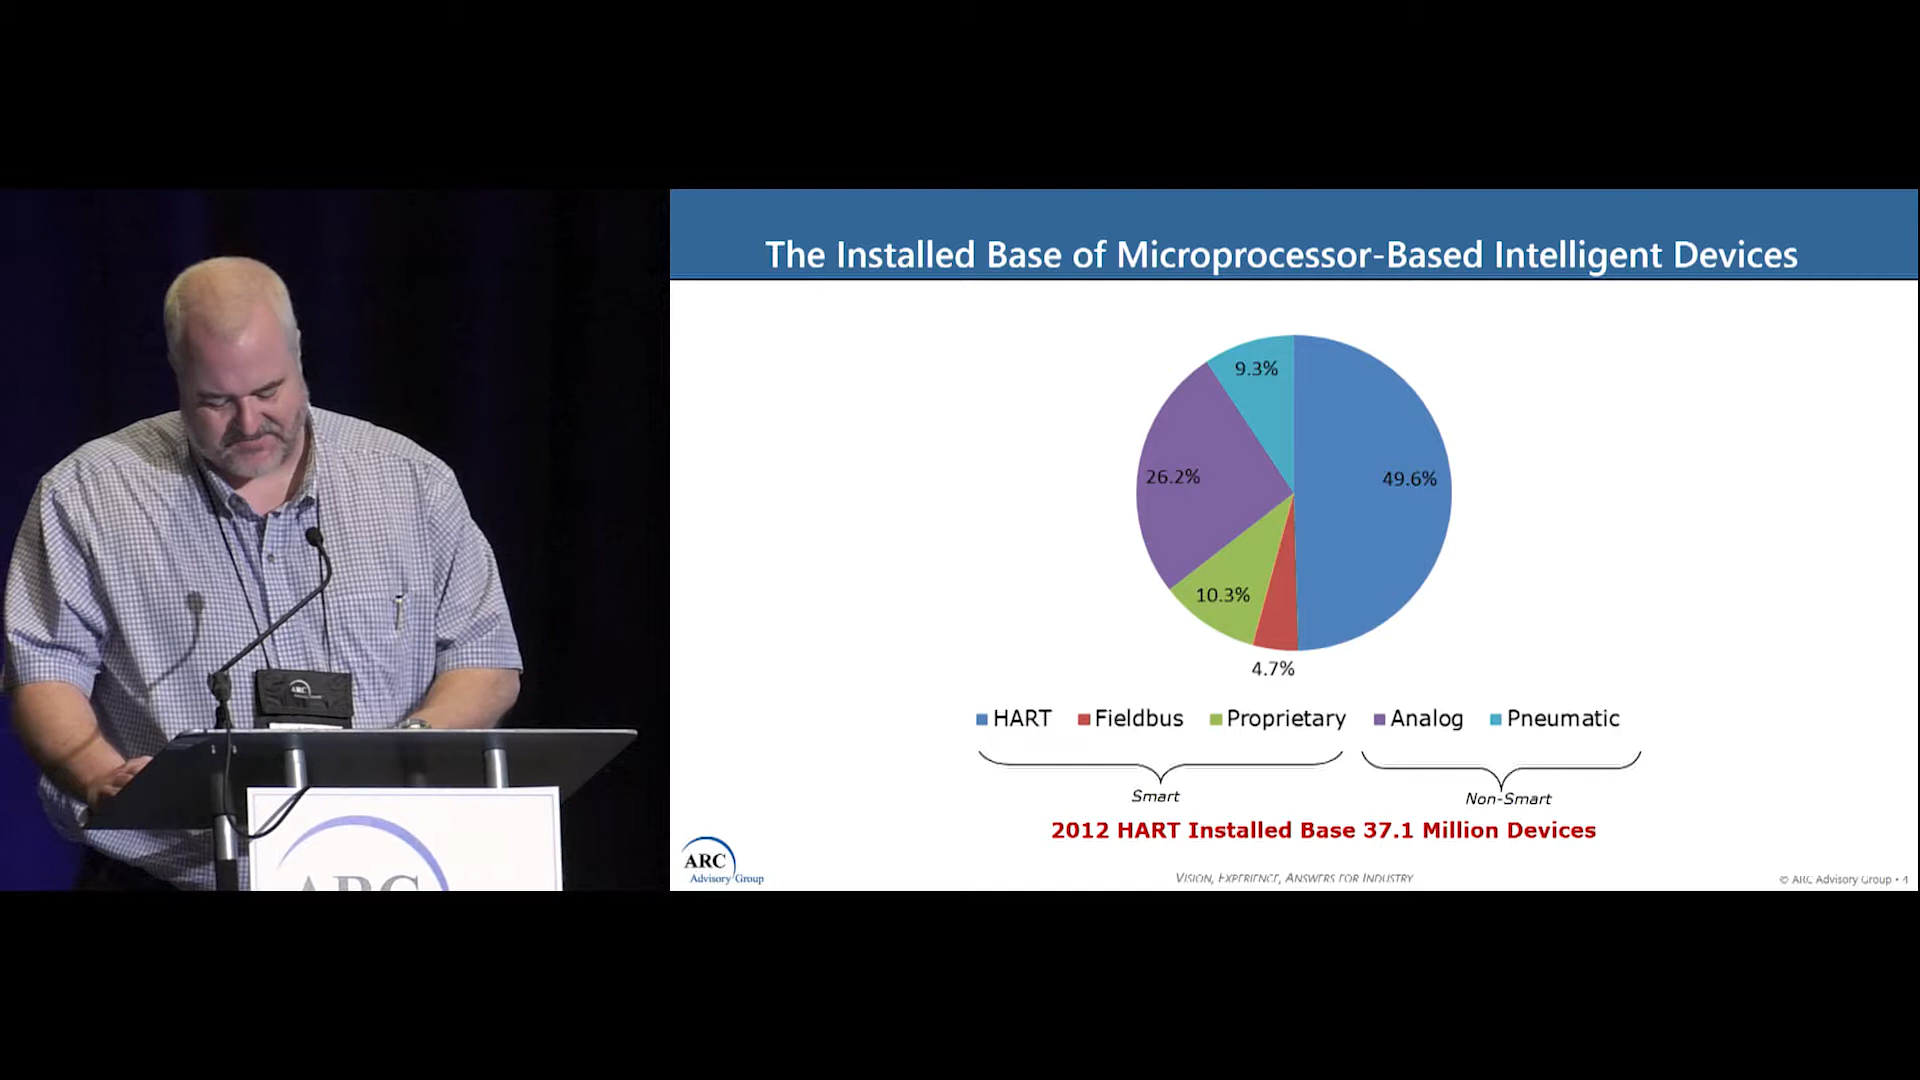 The Installed Base of Microprocessor-Based Intelligent Devices
9.3%
26.2%
49.6%
10.3%
4.7%
HART Fieldbus Proprietary Analog Pneumatic
Smart Non-Smart
2012 HART Installed Base 37.1 Million Devices
ARC
Advisory Group
VISION, EXPERIENCE, ANSWERS FOR INDUSTRY
© ARC Advisory Group • 4
ARC
ARC